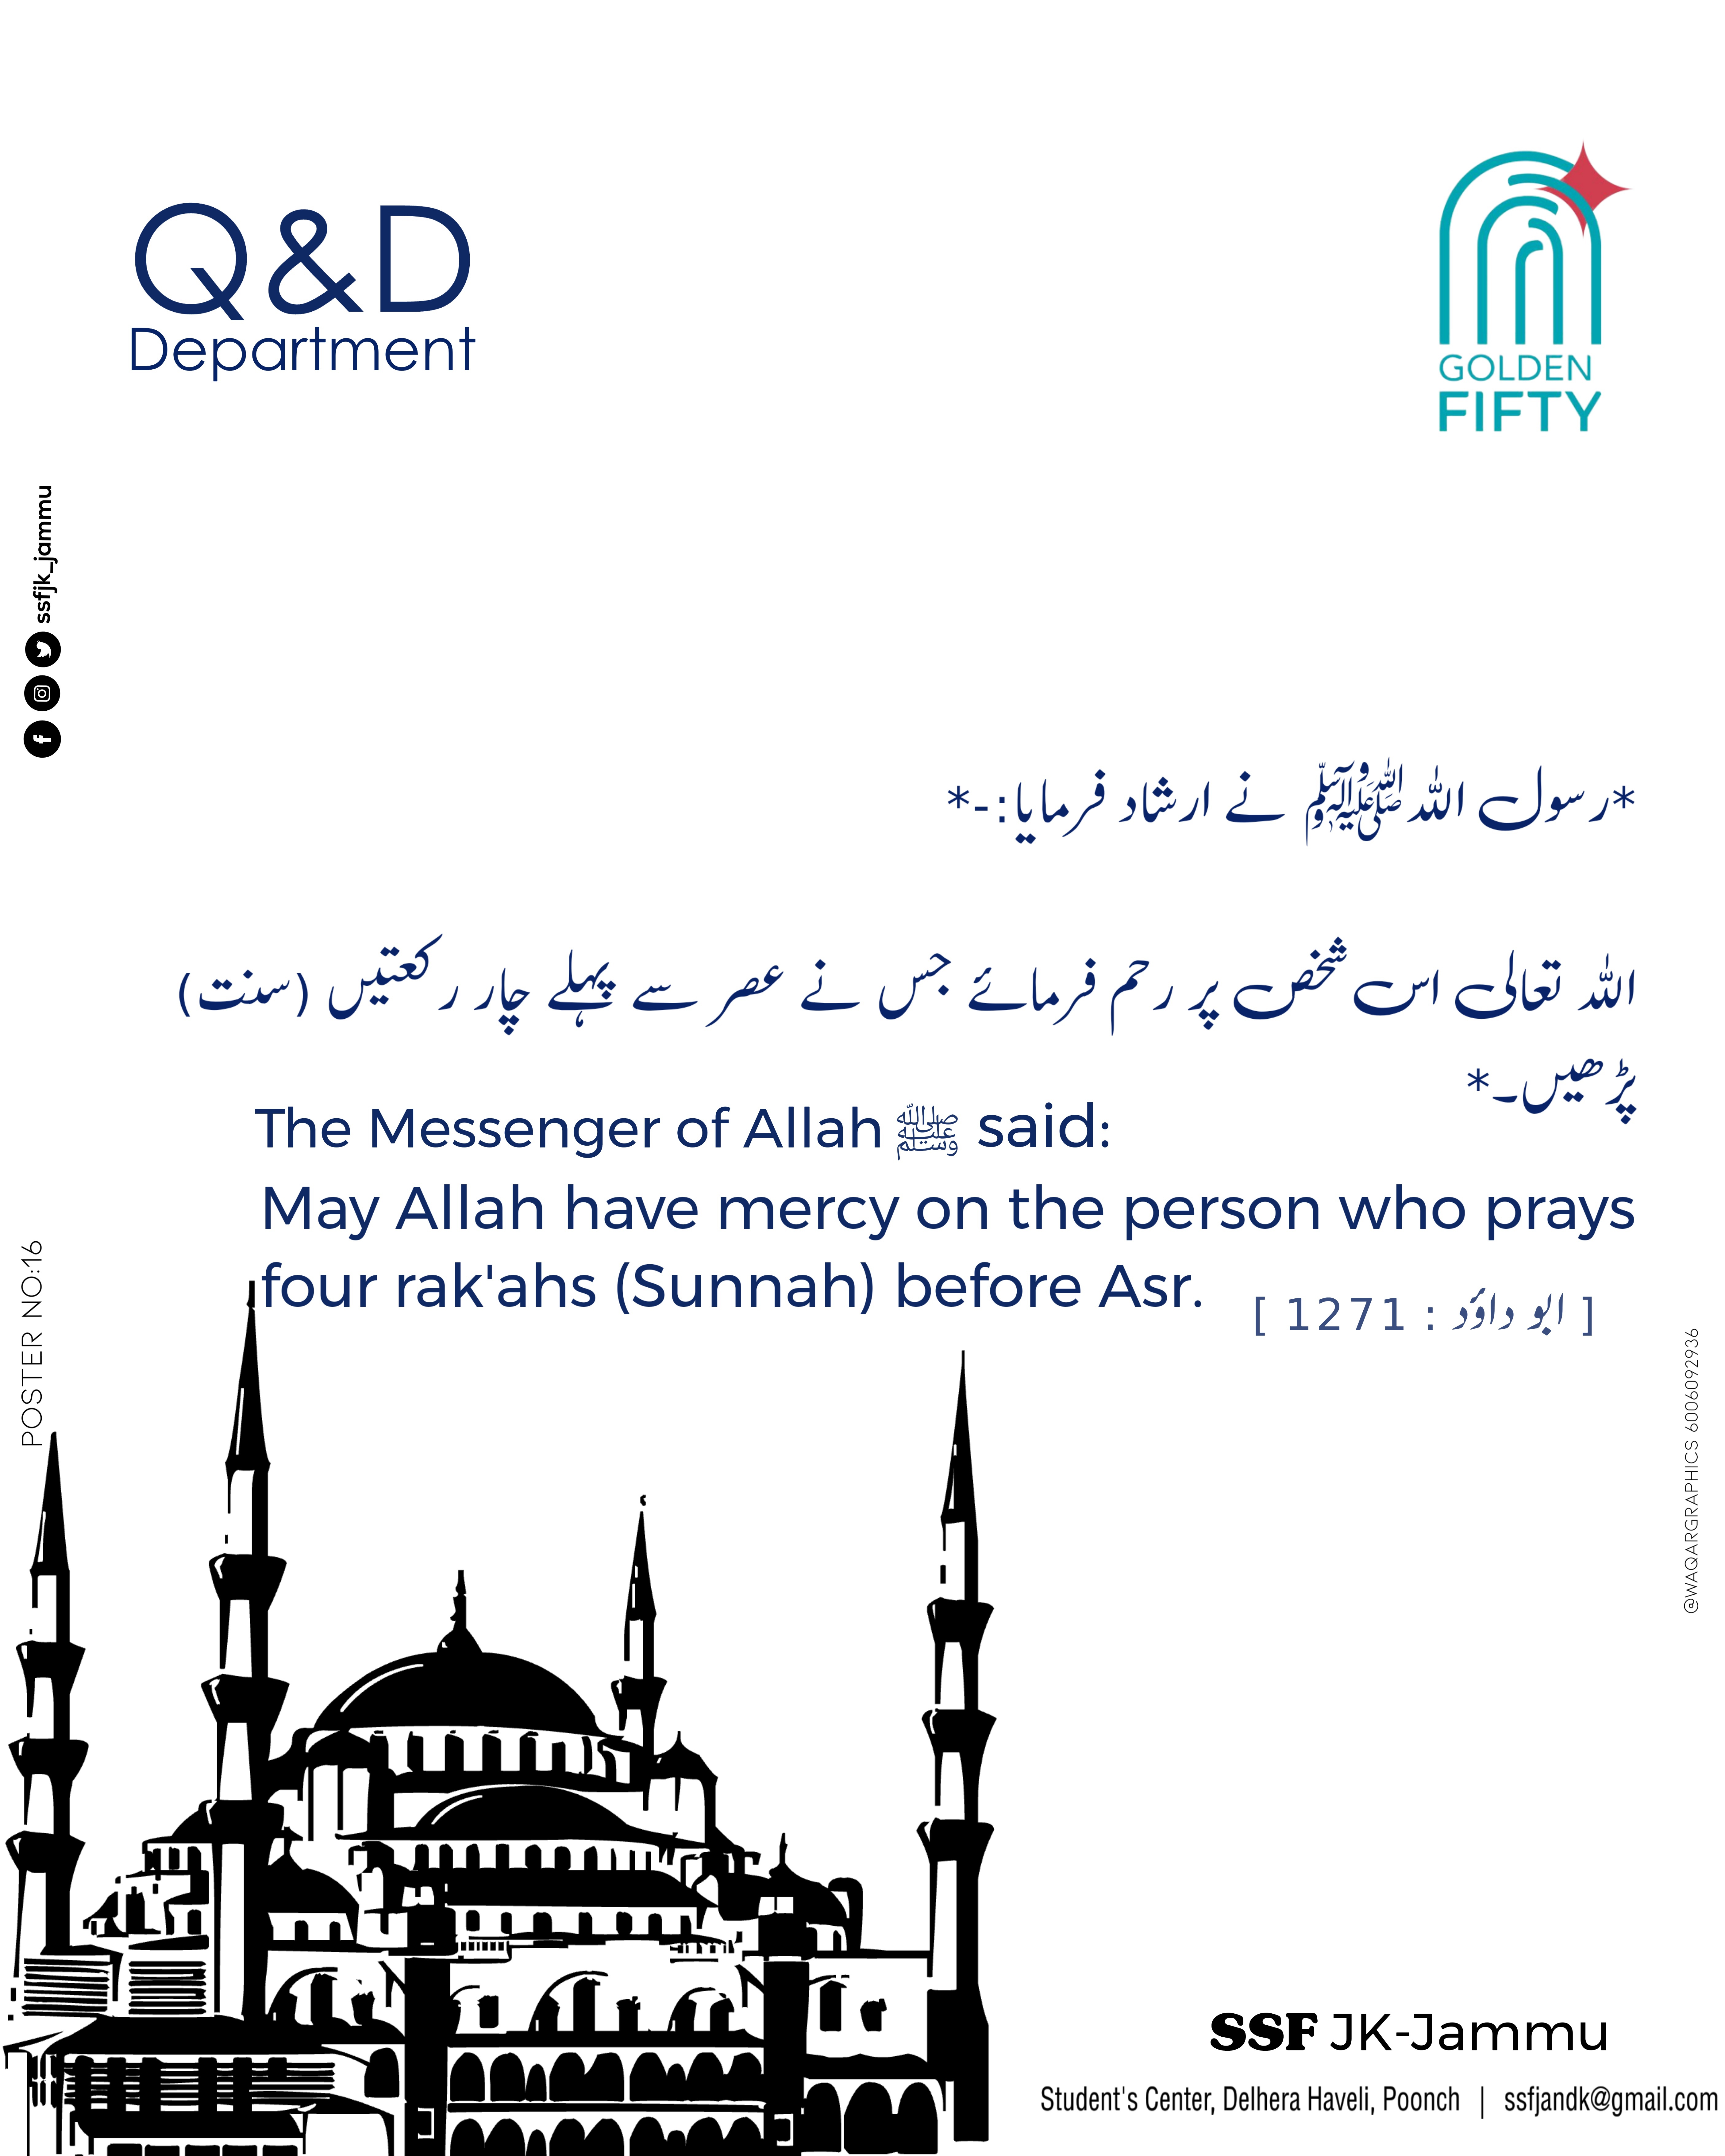 Q&D
Department
GOLDEN
FIFTY
ssfjk_jammu
*رسول اللہ ﷺ نے ارشاد فرمایا:-*
اللہ تعالی اس شخص پر رحم فرمائے جس نے عصر سے پہلے چار رکعتیں (سنت)
پڑھیں۔*
The Messenger of Allah ﷺ said:
May Allah have mercy on the person who prays
four rak'ahs (Sunnah) before Asr.
[ ابو داؤد : 1271 ]
POSTER NO:16
@WAQARGRAPHICS 6006092936
SSF JK-Jammu
Student's Center, Delhera Haveli, Poonch | ssfjandk@gmail.com